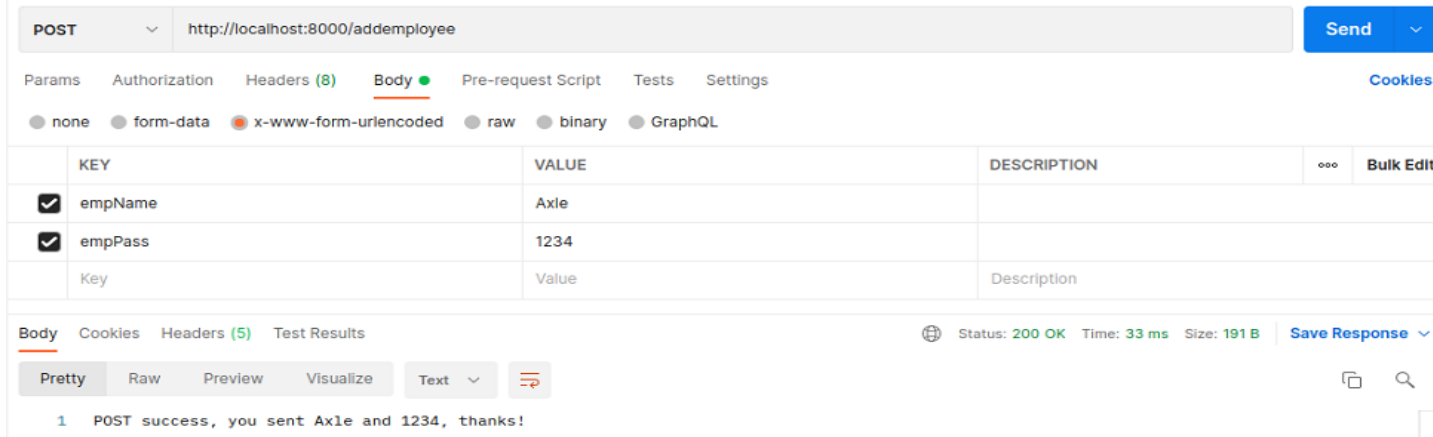 POST http://localhost:8000/addemployee Send
Params Authorization Headers (8) Body Pre-request Script Tests Settings Cookies
none form-data x-www-form-urlencoded raw binary GraphQL
KEY VALUE DESCRIPTION ooo Bulk Edit
empName Axle
empPass 1234
Key Value Description
Body Cookies Headers (5) Test Results Status: 200 OK Time: 33 ms Size: 191 B Save Response
Pretty Raw Preview Visualize Text
1 POST success, you sent Axle and 1234, thanks!